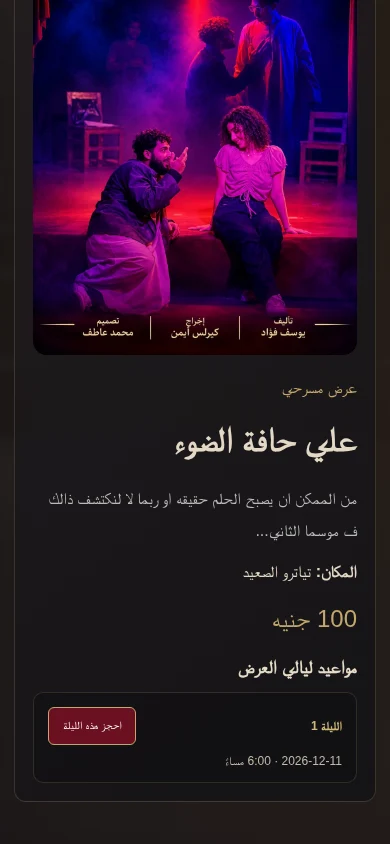 تأليف
يوسف فؤاد
إخراج
كيرلس أيمن
تصميم
محمد عاطف
عرض مسرحي
علي حافة الضوء
من الممكن ان يصبح الحلم حقيقه او ربما لا لنكتشف ذالك
ف موسما الثاني...
المكان: تياترو الصعيد
100 جنيه
مواعيد ليالي العرض
الليلة 1
احجز هذه الليلة
2026-12-11 · 6:00 مساءً